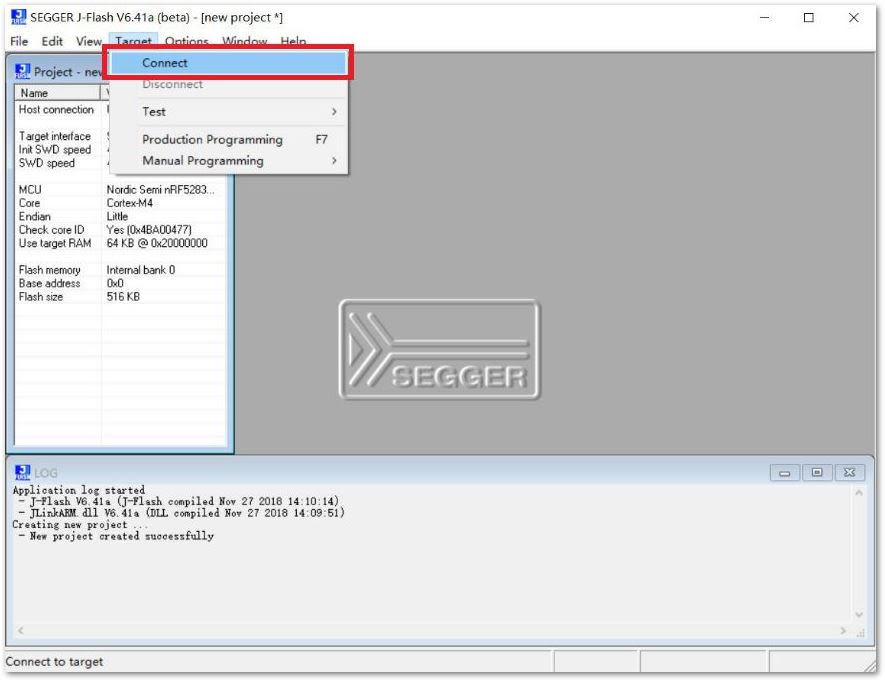 SEGGER J-Flash V6.41a (beta) - [new project *]
File Edit View Target Options Window Help
Connect
Disconnect
Test
Production Programming F7
Manual Programming
Project - new
Name
Host connection
Target interface
Init SWD speed
SWD speed
MCU Nordic Semi nRF5283...
Core Cortex-M4
Endian Little
Check core ID Yes (0x4BA00477)
Use target RAM 64 KB @ 0x20000000
Flash memory Internal bank 0
Base address 0x0
Flash size 516 KB
SEGGER
LOG
Application log started
- J-Flash V6.41a (J-Flash compiled Nov 27 2018 14:10:14)
- JLinkARM.dll V6.41a (DLL compiled Nov 27 2018 14:09:51)
Creating new project ...
- New project created successfully
Connect to target